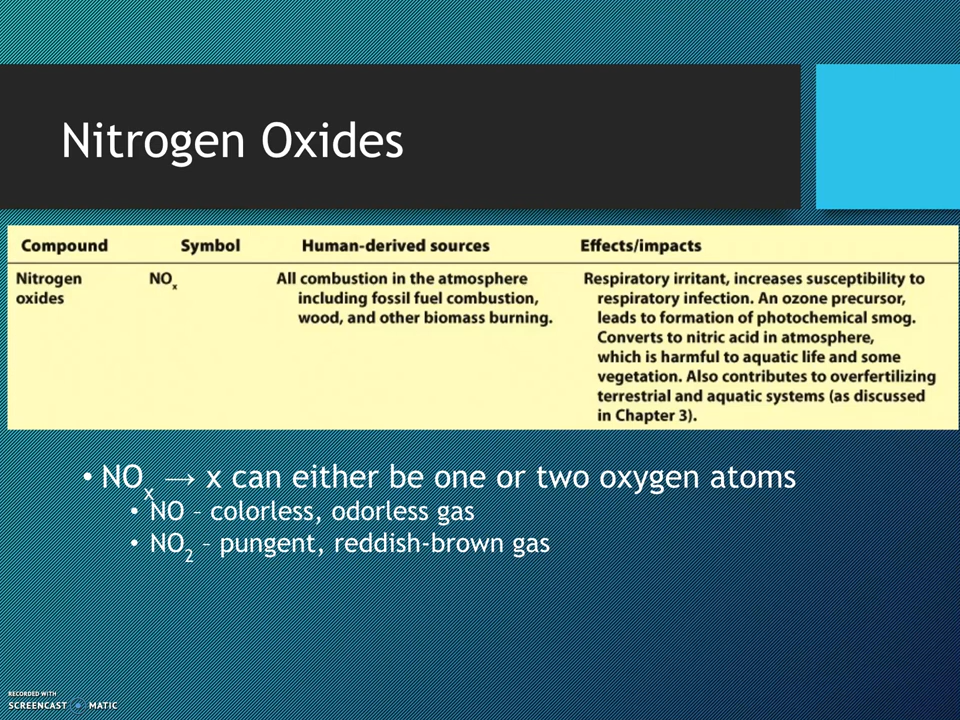 Nitrogen Oxides
Compound Symbol Human-derived sources Effects/impacts
Nitrogen oxides NOx All combustion in the atmosphere including fossil fuel combustion, wood, and other biomass burning. Respiratory irritant, increases susceptibility to
respiratory infection. An ozone precursor,
leads to formation of photochemical smog.
Converts to nitric acid in atmosphere,
which is harmful to aquatic life and some
vegetation. Also contributes to overfertilizing
terrestrial and aquatic systems (as discussed
in Chapter 3).
• NOx → x can either be one or two oxygen atoms
• NO – colorless, odorless gas
• NO2 – pungent, reddish-brown gas
RECORDED WITH
SCREENCAST MATIC